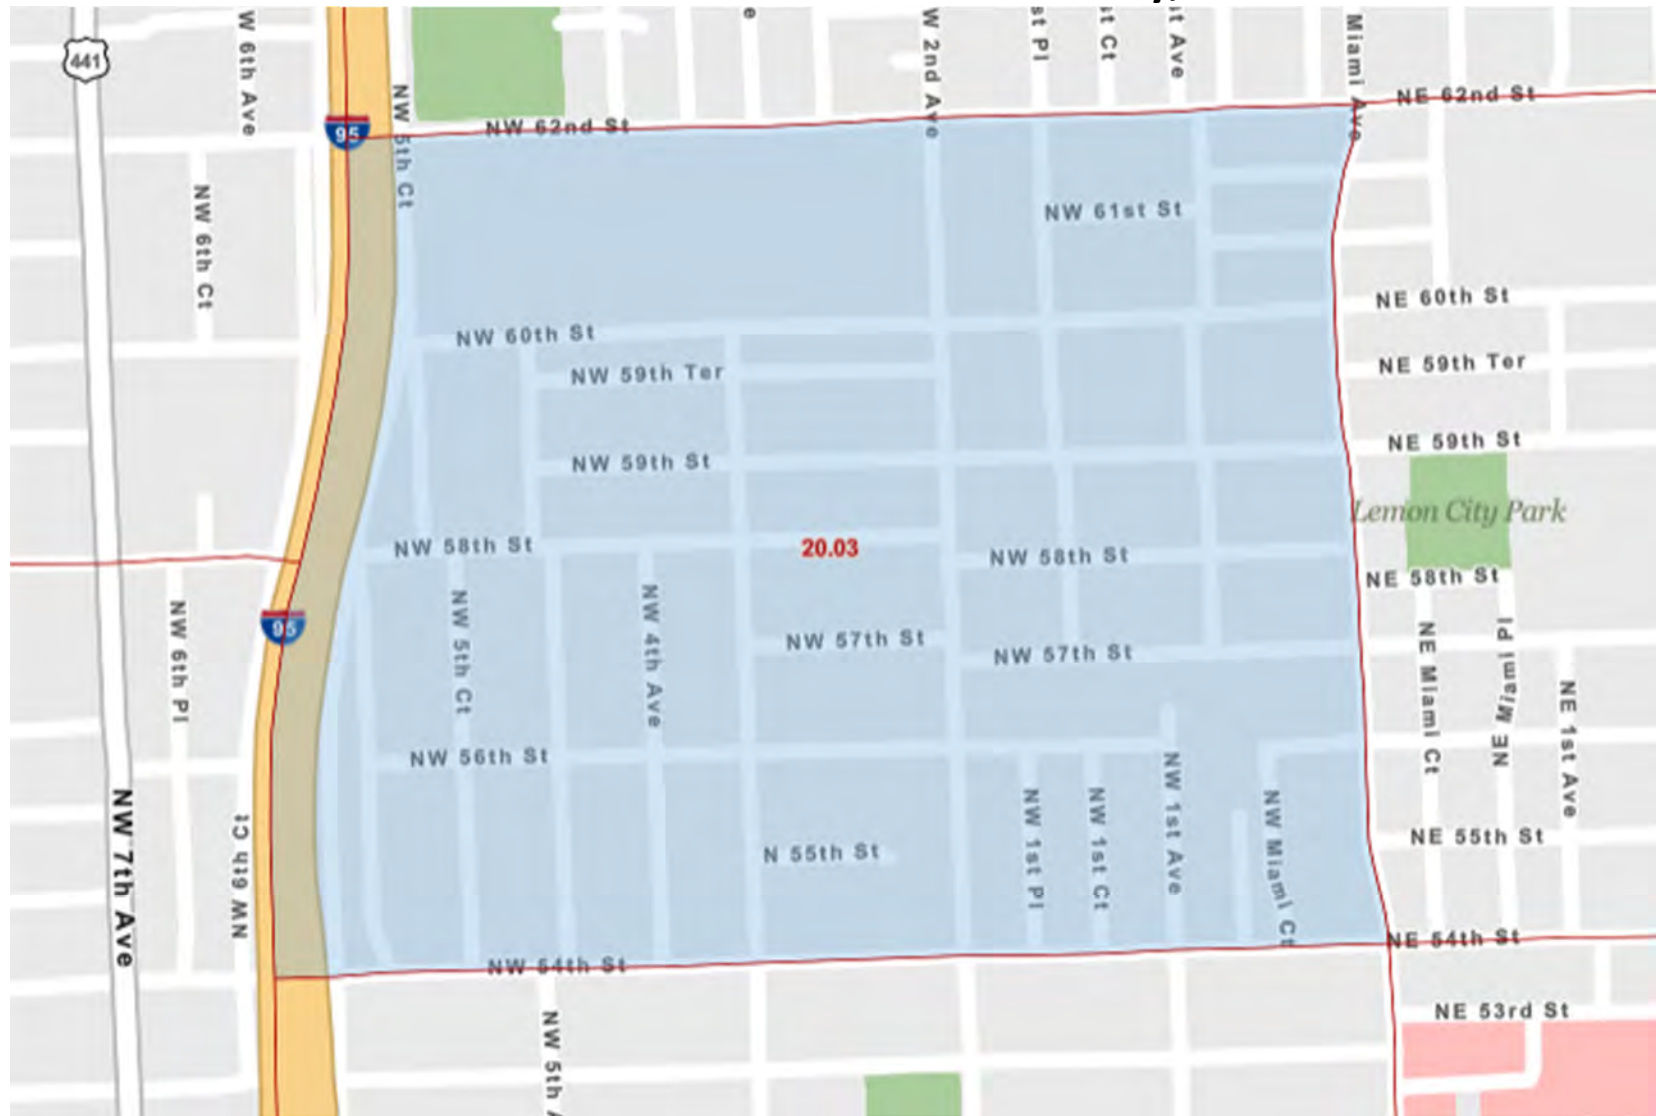 441
W 6th Ave
NW 5th Ct
W 2nd Ave
st Pl
st Ct
st Ave
Miami Ave
NE 62nd St
95
NW 62nd St
NW 6th Ct
NW 61st St
NE 60th St
NW 60th St
NW 59th Ter
NE 59th Ter
NW 59th St
NE 59th St
Lemon City Park
NW 58th St
20.03
NW 58th St
NE 58th St
95
NW 6th Pl
NW 5th Ct
NW 4th Ave
NW 57th St
NW 57th St
NE Miami Ct
NE Miami Pl
NE 1st Ave
NW 56th St
NW 7th Ave
NW 6th Ct
N 55th St
NW 1st Pl
NW 1st Ct
NW 1st Ave
NW Miami Ct
NE 55th St
NW 54th St
NE 54th St
NW 5th
NE 53rd St